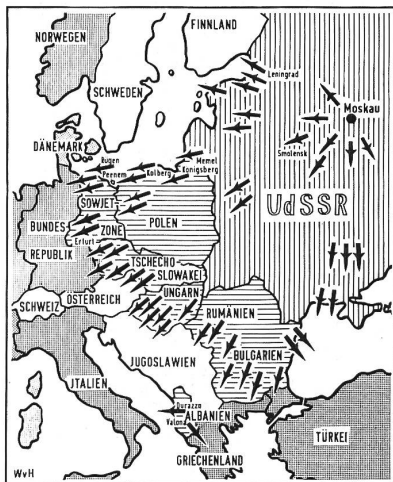 FINNLAND
NORWEGEN
SCHWEDEN
Leningrad
Moskau
DÄNEMARK
Smolensk
Memel
Rügen
Königsberg
Peenem
Kolberg
SOWJET
ZONE
UdSSR
BUNDES
REPUBLIK
POLEN
Erfurt
TSCHECHO
SLOWAKEI
UNGARN
SCHWEIZ
ÖSTERREICH
RUMÄNIEN
JUGOSLAWIEN
BULGARIEN
JTALIEN
Durazzo
ALBANIEN
Valona
TÜRKEI
GRIECHENLAND
WvH